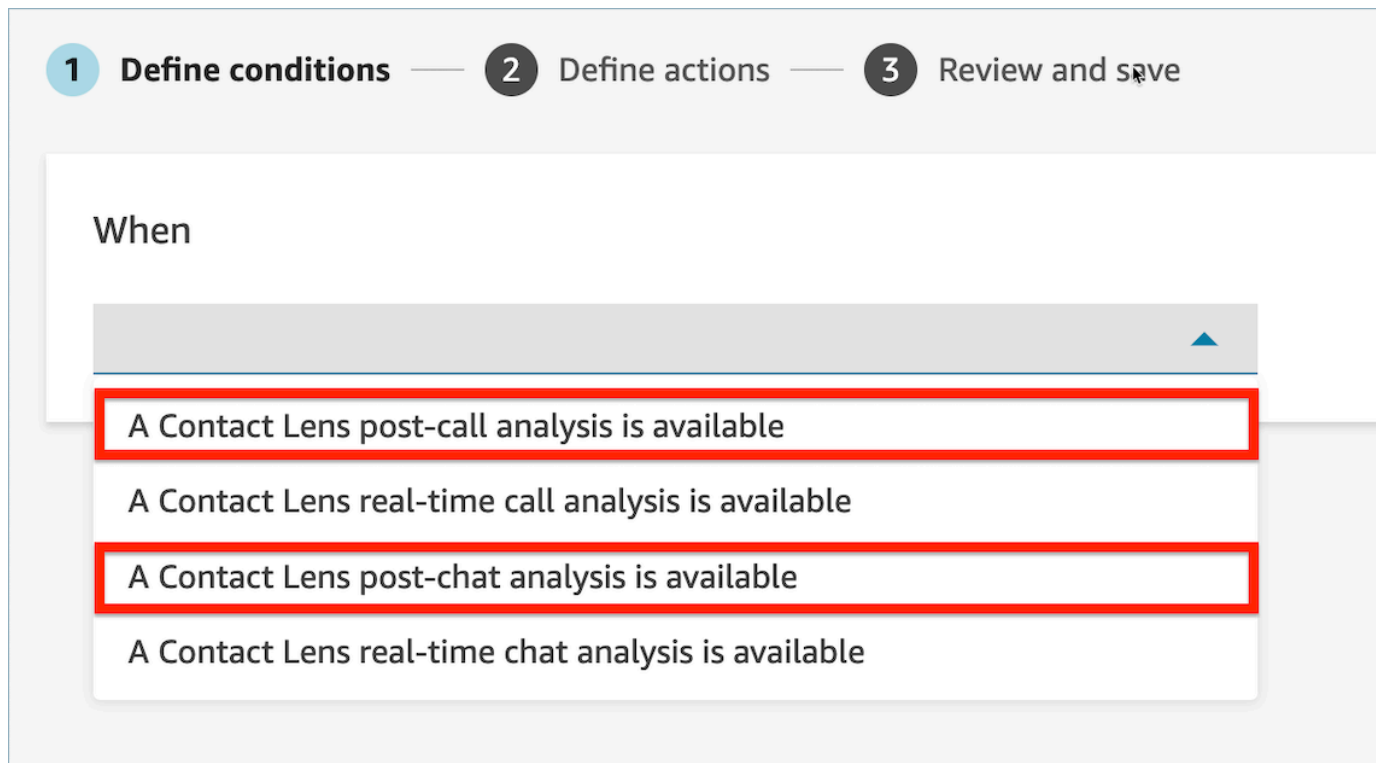 1 Define conditions 2 Define actions 3 Review and save
When
A Contact Lens post-call analysis is available
A Contact Lens real-time call analysis is available
A Contact Lens post-chat analysis is available
A Contact Lens real-time chat analysis is available